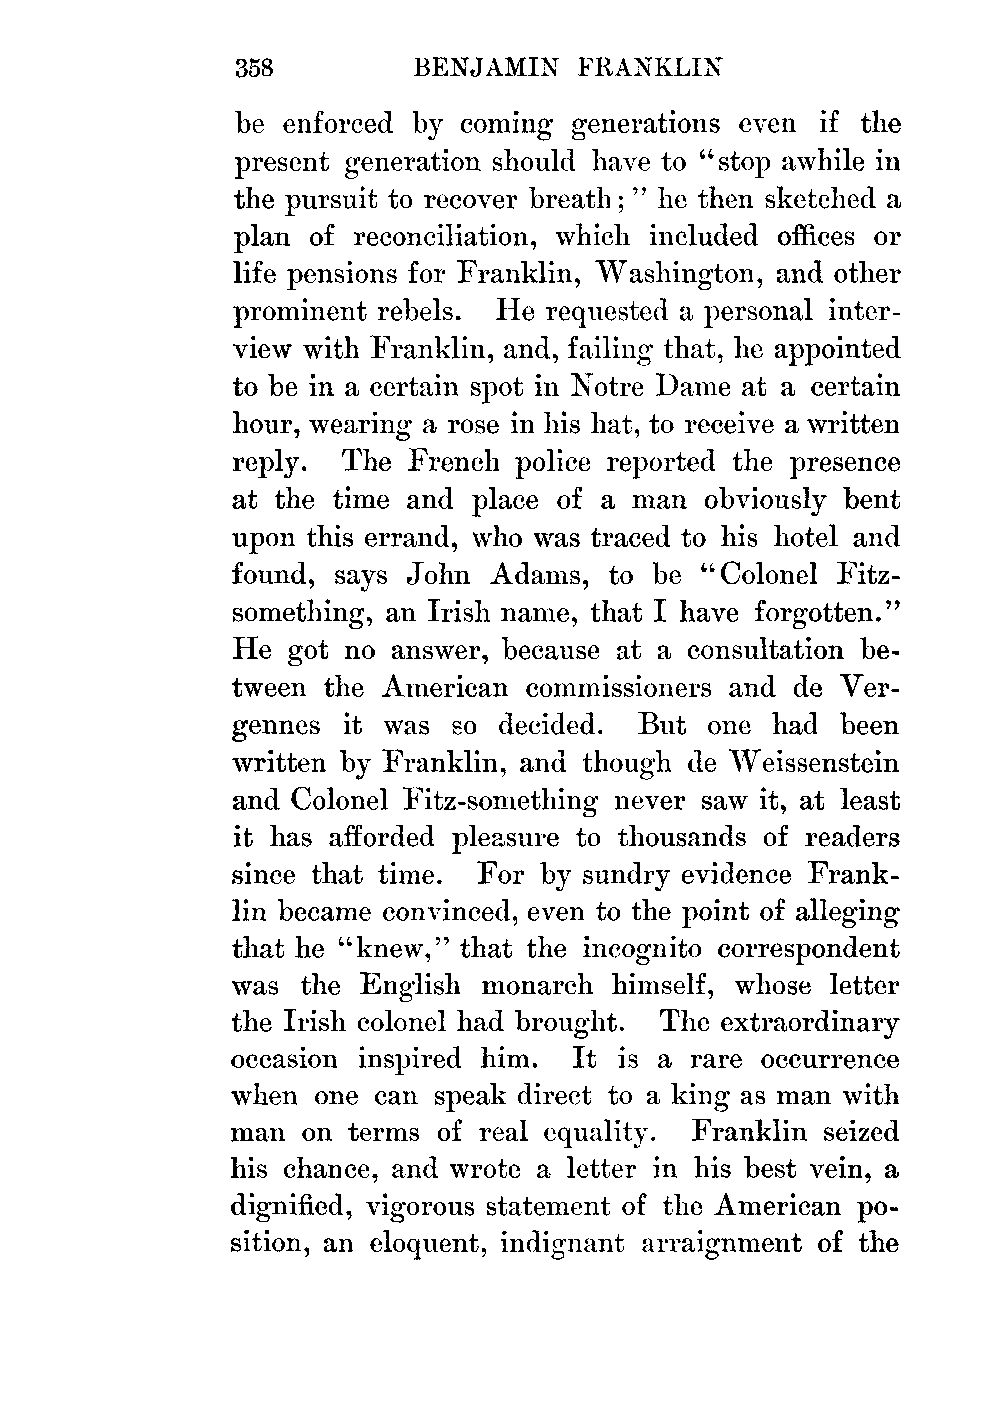 358 BENJAMIN FRANKLIN
be enforced by coming generations even if the
present generation should have to “stop awhile in
the pursuit to recover breath; ” he then sketched a
plan of reconciliation, which included offices or
life pensions for Franklin, Washington, and other
prominent rebels. He requested a personal inter-
view with Franklin, and, failing that, he appointed
to be in a certain spot in Notre Dame at a certain
hour, wearing a rose in his hat, to receive a written
reply. The French police reported the presence
at the time and place of a man obviously bent
upon this errand, who was traced to his hotel and
found, says John Adams, to be “Colonel Fitz-
something, an Irish name, that I have forgotten.”
He got no answer, because at a consultation be-
tween the American commissioners and de Ver-
gennes it was so decided. But one had been
written by Franklin, and though de Weissenstein
and Colonel Fitz-something never saw it, at least
it has afforded pleasure to thousands of readers
since that time. For by sundry evidence Frank-
lin became convinced, even to the point of alleging
that he “knew,” that the incognito correspondent
was the English monarch himself, whose letter
the Irish colonel had brought. The extraordinary
occasion inspired him. It is a rare occurrence
when one can speak direct to a king as man with
man on terms of real equality. Franklin seized
his chance, and wrote a letter in his best vein, a
dignified, vigorous statement of the American po-
sition, an eloquent, indignant arraignment of the